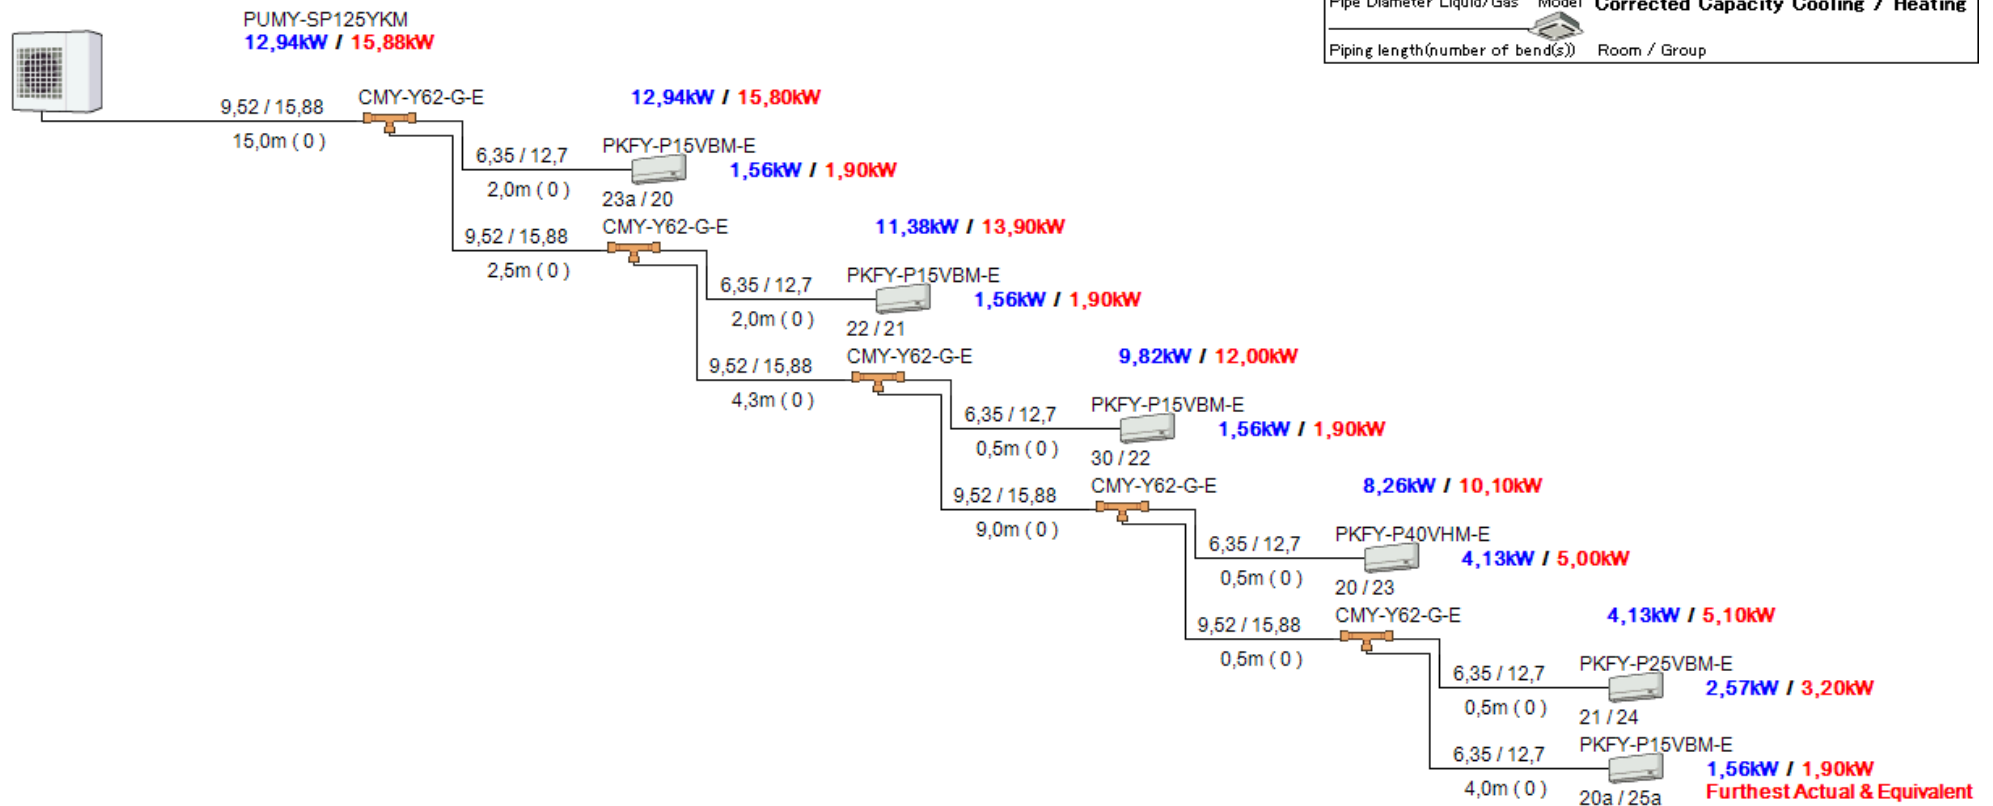 Pipe Diameter Liquid/Gas Model Corrected Capacity Cooling / Heating
Piping length(number of bend(s)) Room / Group
PUMY-SP125YKM
12,94kW / 15,88kW
9,52 / 15,88
15,0m ( 0 )
CMY-Y62-G-E
12,94kW / 15,80kW
6,35 / 12,7
2,0m ( 0 )
PKFY-P15VBM-E
1,56kW / 1,90kW
23a / 20
9,52 / 15,88
2,5m ( 0 )
CMY-Y62-G-E
11,38kW / 13,90kW
6,35 / 12,7
2,0m ( 0 )
PKFY-P15VBM-E
1,56kW / 1,90kW
22 / 21
9,52 / 15,88
4,3m ( 0 )
CMY-Y62-G-E
9,82kW / 12,00kW
6,35 / 12,7
0,5m ( 0 )
PKFY-P15VBM-E
1,56kW / 1,90kW
30 / 22
9,52 / 15,88
9,0m ( 0 )
CMY-Y62-G-E
8,26kW / 10,10kW
6,35 / 12,7
0,5m ( 0 )
PKFY-P40VHM-E
4,13kW / 5,00kW
20 / 23
9,52 / 15,88
0,5m ( 0 )
CMY-Y62-G-E
4,13kW / 5,10kW
6,35 / 12,7
0,5m ( 0 )
PKFY-P25VBM-E
2,57kW / 3,20kW
21 / 24
6,35 / 12,7
4,0m ( 0 )
PKFY-P15VBM-E
1,56kW / 1,90kW
Furthest Actual & Equivalent
20a / 25a